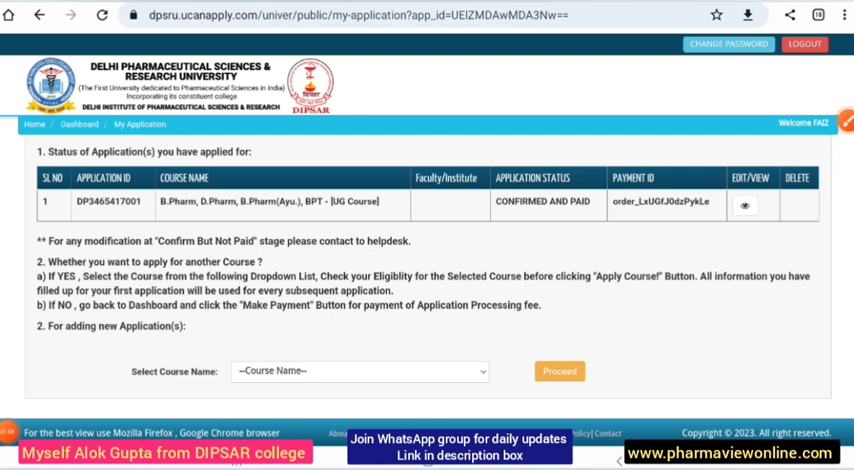 dpsru.ucanapply.com/univer/public/my-application?app_id=UElZMDAwMDA3Nw==
18
CHANGE PASSWORD
LOGOUT
DELHI PHARMACEUTICAL SCIENCES &
RESEARCH UNIVERSITY
(The First University dedicated to Pharmaceutical Sciences in India)
Incorporating its constituent college
DELHI INSTITUTE OF PHARMACEUTICAL SCIENCES & RESEARCH
DIPSAR
Home / Dashboard / My Application
Welcome FAIZ
1. Status of Application(s) you have applied for:
SL NO APPLICATION ID COURSE NAME Faculty/Institute APPLICATION STATUS PAYMENT ID EDIT/VIEW DELETE
1 DP3465417001 B.Pharm, D.Pharm, B.Pharm(Ayu.), BPT - [UG Course] CONFIRMED AND PAID order_LxUGfJ0dzPykLe
** For any modification at "Confirm But Not Paid" stage please contact to helpdesk.
2. Whether you want to apply for another Course ?
a) If YES , Select the Course from the following Dropdown List, Check your Eligiblity for the Selected Course before clicking "Apply Course!" Button. All information you have
filled up for your first application will be used for every subsequent application.
b) If NO , go back to Dashboard and click the "Make Payment" Button for payment of Application Processing fee.
2. For adding new Application(s):
Select Course Name:
--Course Name--
Proceed
For the best view use Mozilla Firefox , Google Chrome browser
Abou
olicy| Contact
Copyright © 2023. All right reserved.
Myself Alok Gupta from DIPSAR college
Join WhatsApp group for daily updates
Link in description box
www.pharmaviewonline.com